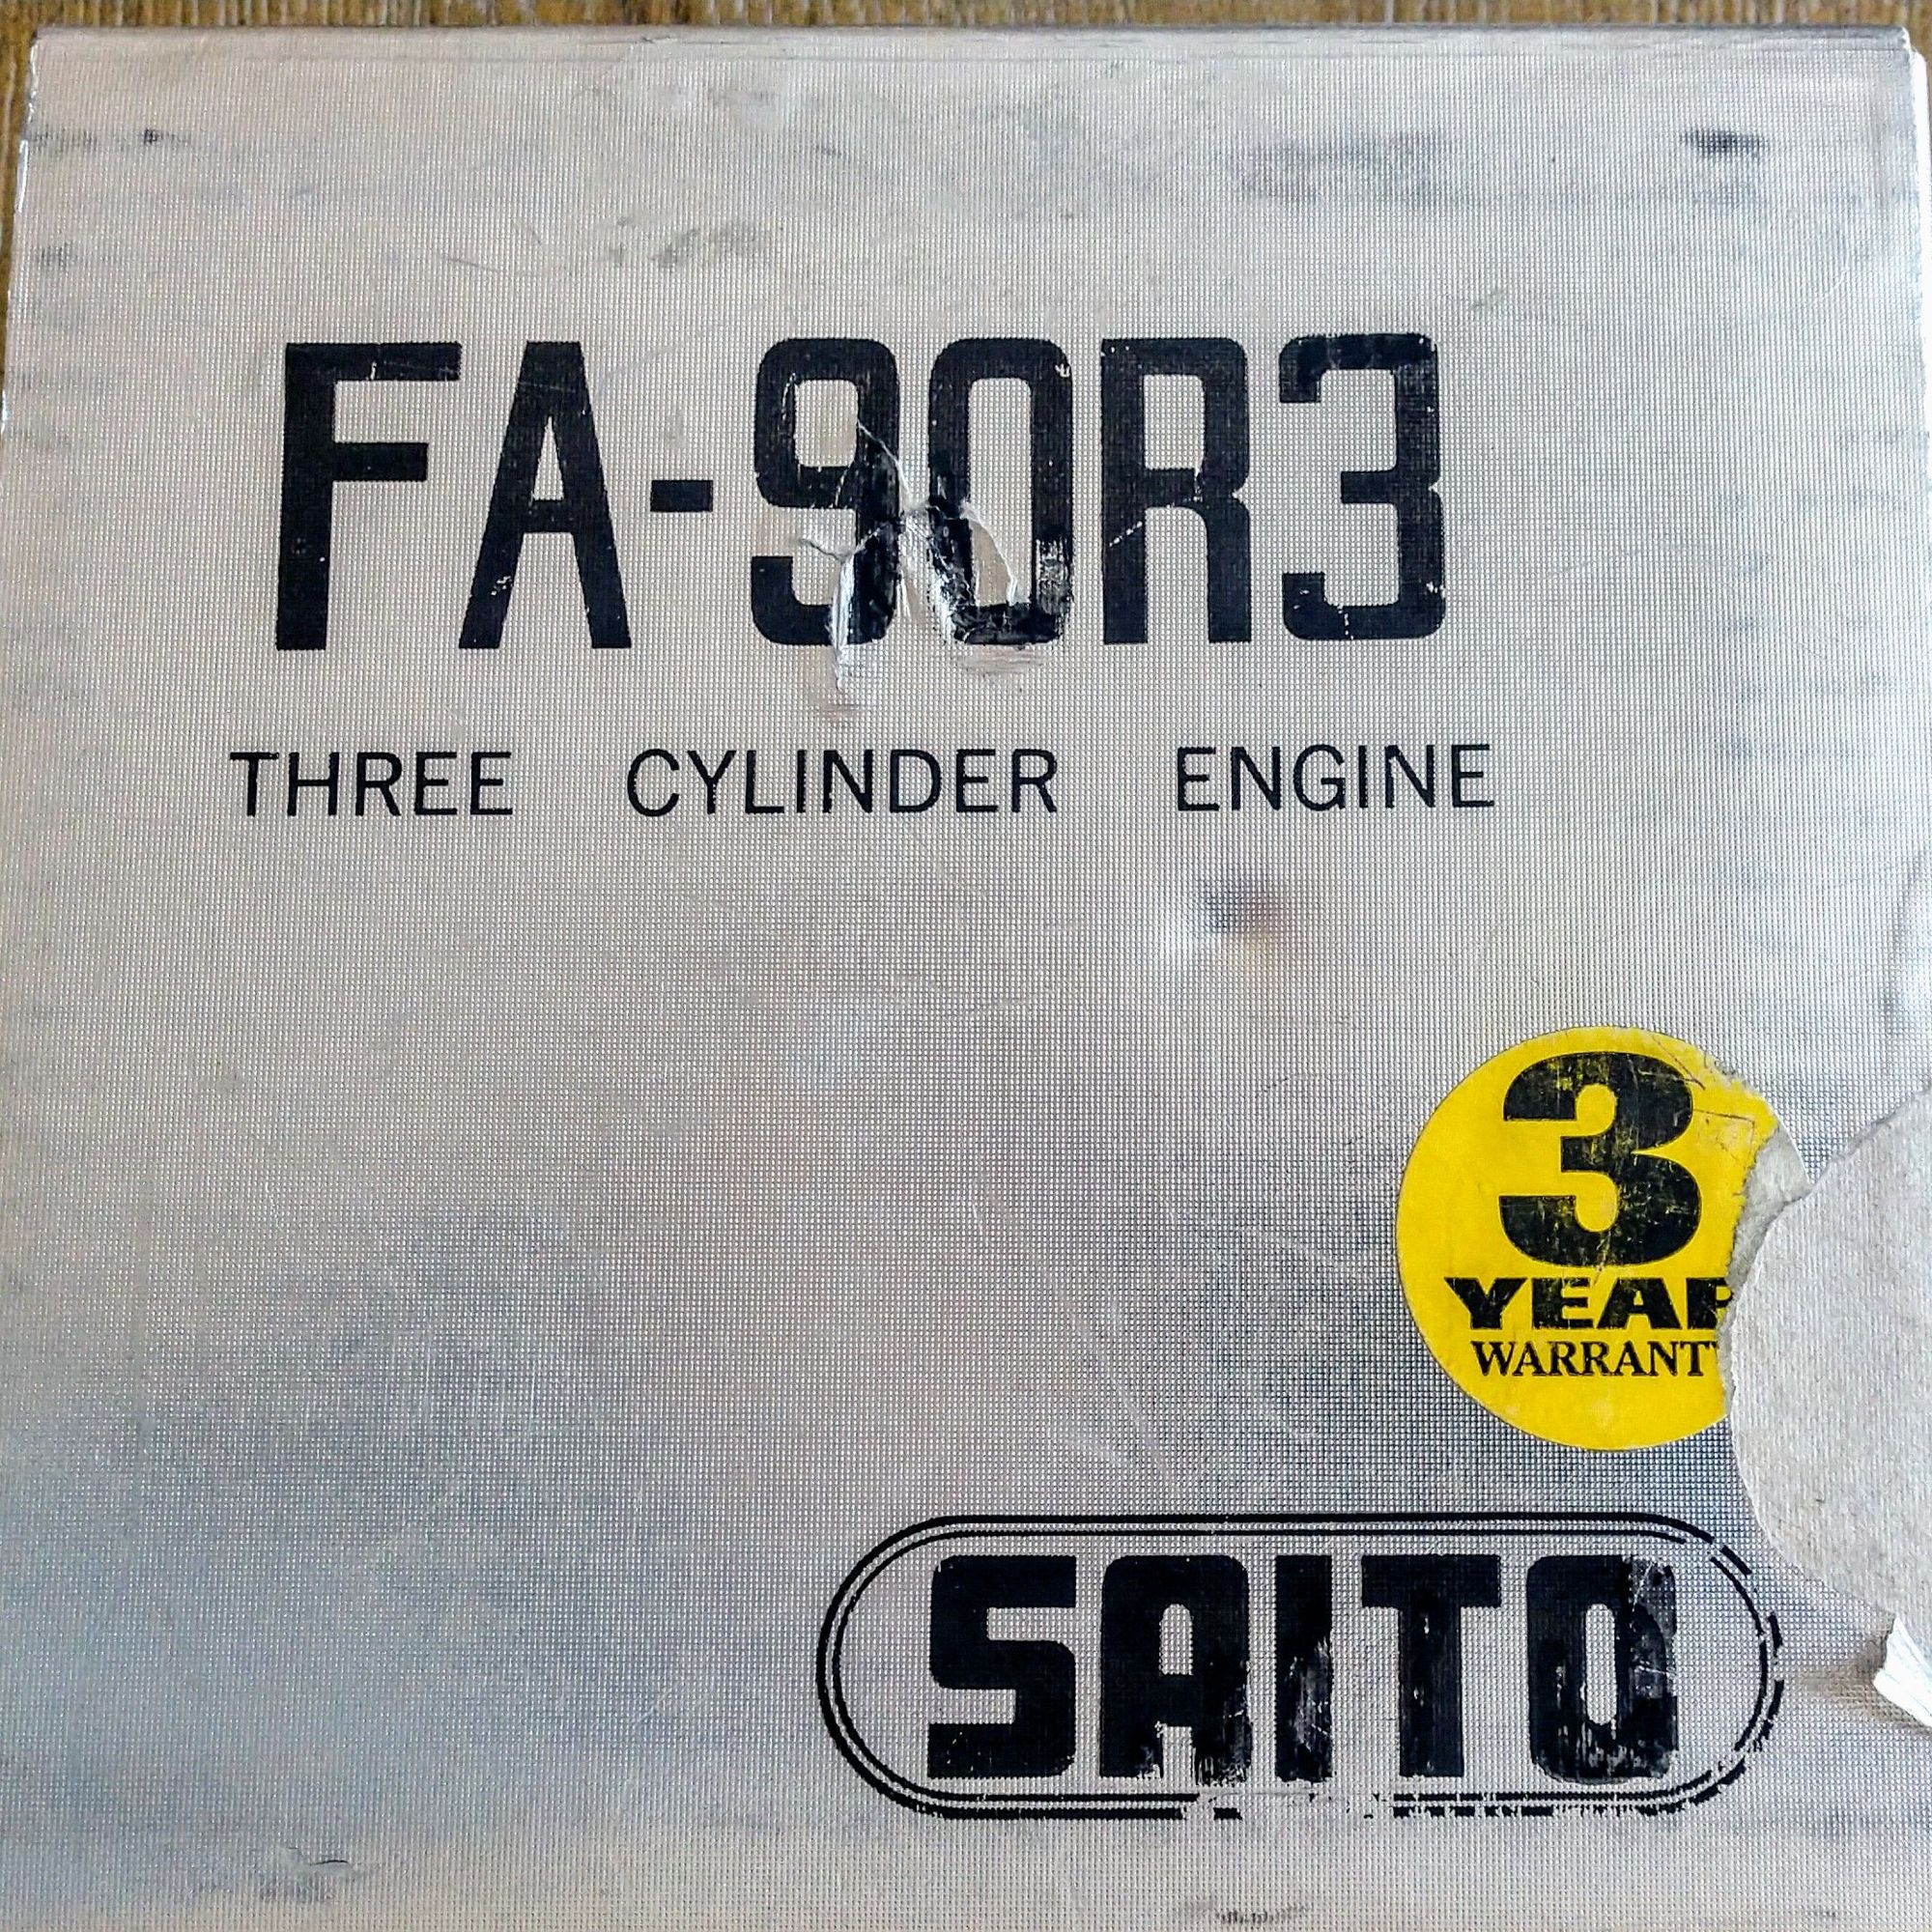 FA-90R3
THREE CYLINDER ENGINE
3
YEAR
WARRANTY
SAITO